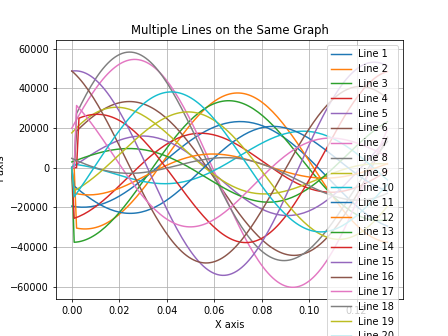 Multiple Lines on the Same Graph
60000
40000
20000
0
−20000
−40000
−60000
0.00
0.02
0.04
0.06
0.08
0.10
X axis
axis
Line 1
Line 2
Line 3
Line 4
Line 5
Line 6
Line 7
Line 8
Line 9
Line 10
Line 11
Line 12
Line 13
Line 14
Line 15
Line 16
Line 17
Line 18
Line 19
Line 20